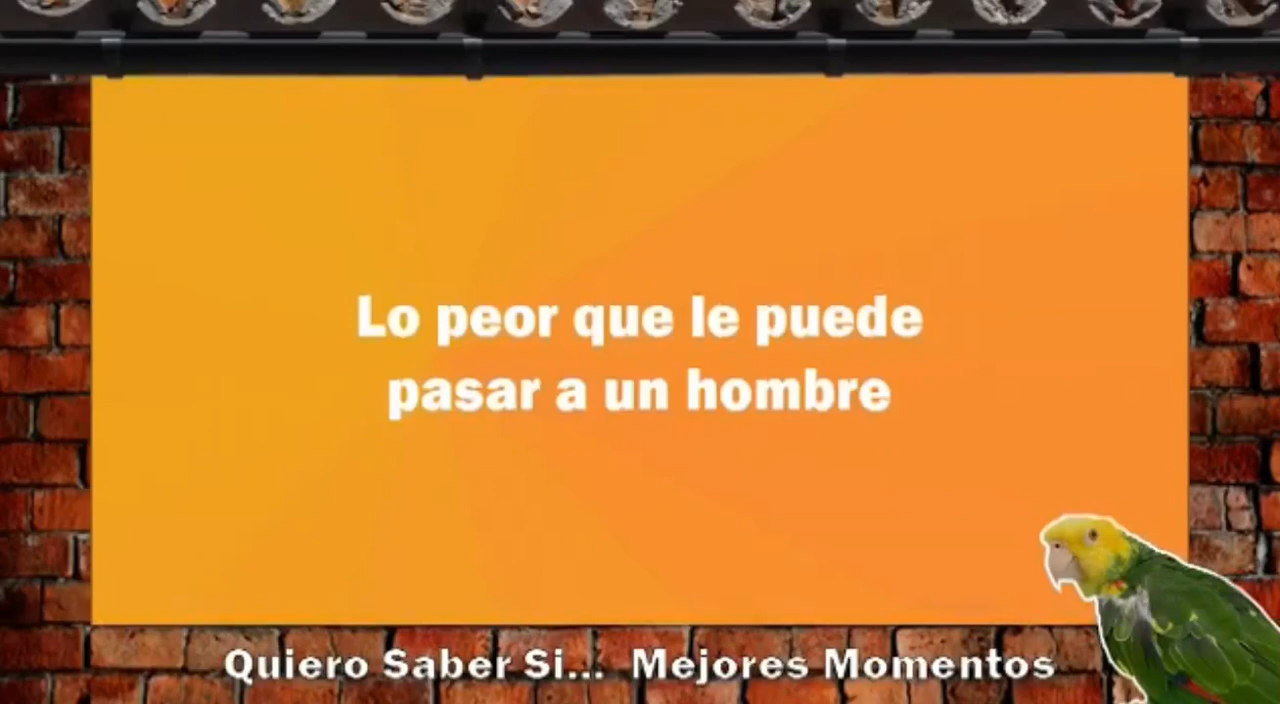 Lo peor que le puede
pasar a un hombre
Quiero Saber Si... Mejores Momentos